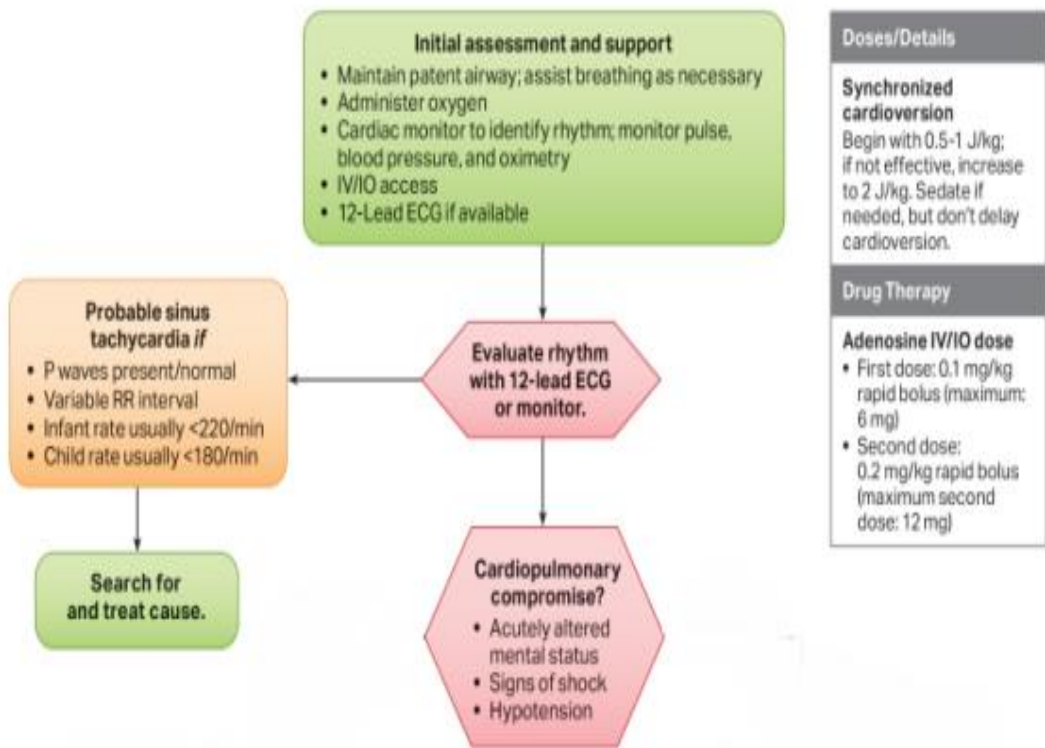 Initial assessment and support
• Maintain patent airway; assist breathing as necessary
• Administer oxygen
• Cardiac monitor to identify rhythm; monitor pulse,
blood pressure, and oximetry
• IV/IO access
• 12-Lead ECG if available
Probable sinus
tachycardia if
• P waves present/normal
• Variable RR interval
• Infant rate usually <220/min
• Child rate usually <180/min
Evaluate rhythm
with 12-lead ECG
or monitor.
Search for
and treat cause.
Cardiopulmonary
compromise?
• Acutely altered
mental status
• Signs of shock
• Hypotension
Doses/Details
Synchronized
cardioversion
Begin with 0.5-1 J/kg;
if not effective, increase
to 2 J/kg. Sedate if
needed, but don't delay
cardioversion.
Drug Therapy
Adenosine IV/IO dose
• First dose: 0.1 mg/kg
rapid bolus (maximum:
6 mg)
• Second dose:
0.2 mg/kg rapid bolus
(maximum second
dose: 12 mg)